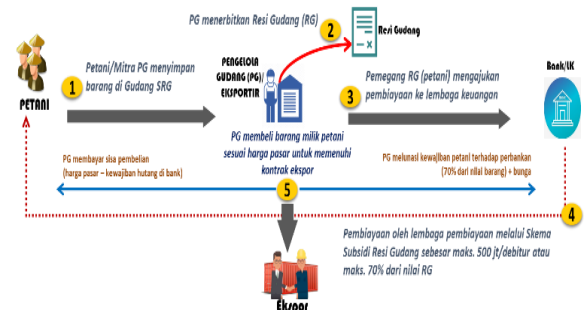 PG menerbitkan Resi Gudang (RG)
2
Resi Gudang
Petani/Mitra PG menyimpan
barang di Gudang SRG
1
PETANI
PENGELOLA
GUDANG (PG)/
EKSPORTIR
3
Pemegang RG (petani) mengajukan
pembiayaan ke lembaga keuangan
Bank/LK
PG membeli barang milik petani
sesuai harga pasar untuk memenuhi
kontrak ekspor
PG membayar sisa pembelian
(harga pasar – kewajiban hutang di bank)
PG melunasi kewajiban petani terhadap perbankan
(70% dari nilai barang) + bunga
5
4
Pembiayaan oleh lembaga pembiayaan melalui Skema
Subsidi Resi Gudang sebesar maks. 500 jt/debitur atau
maks. 70% dari nilai RG
Ekspor